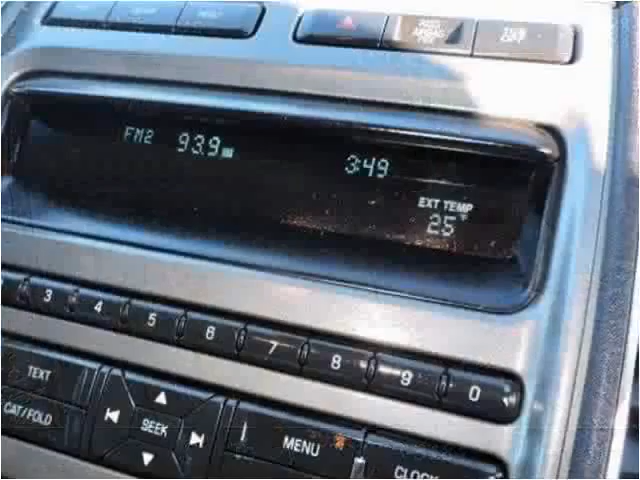 FM2 93.9 3:49
EXT TEMP
25 °F
3 4 5 6 7 8 9 0
TEXT
CAT/FOLD
SEEK
MENU
CLOCK